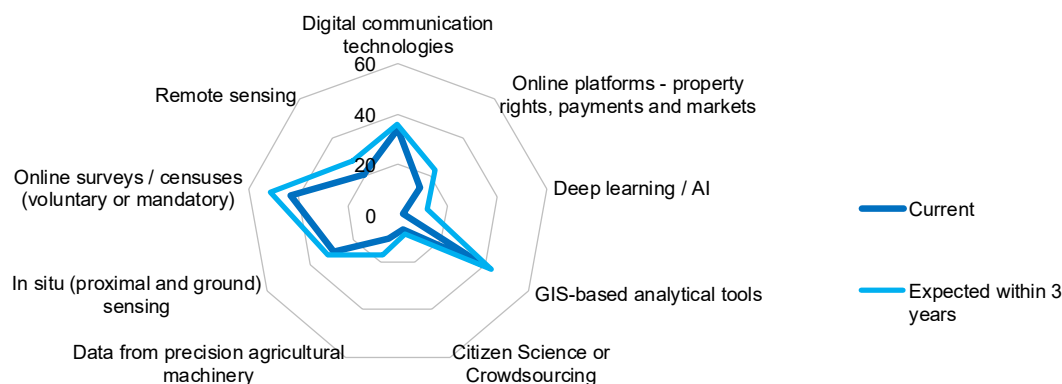 Digital communication
technologies
60
Online platforms - property
rights, payments and markets
Remote sensing
40
20
Online surveys / censuses
(voluntary or mandatory)
Deep learning / AI
0
Current
In situ (proximal and ground)
sensing
GIS-based analytical tools
Expected within 3
years
Data from precision agricultural
machinery
Citizen Science or
Crowdsourcing